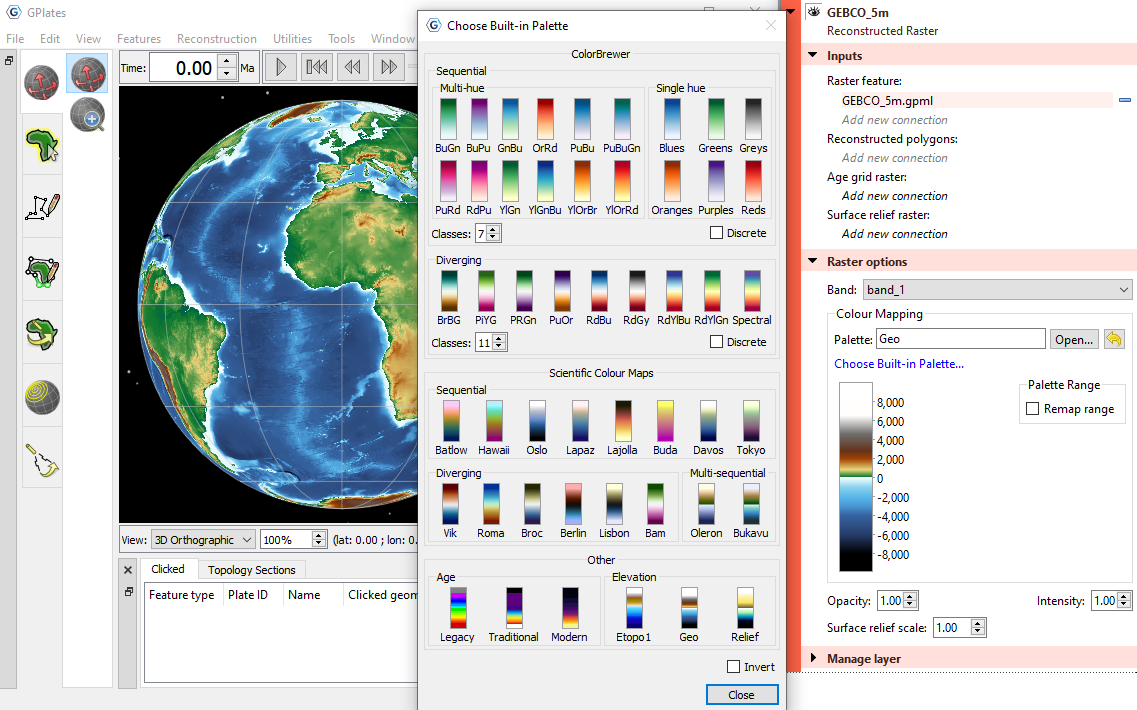 GPlates
File Edit View Features Reconstruction Utilities Tools Window
Time: 0.00 Ma
View: 3D Orthographic 100% (lat: 0.00 ; lon: 0.
Clicked Topology Sections
Feature type Plate ID Name Clicked geom
Choose Built-in Palette
ColorBrewer
Sequential
Multi-hue
BuGn BuPu GnBu OrRd PuBu PuBuGn
PuRd RdPu YlGn YlGnBu YlOrBr YlOrRd
Single hue
Blues Greens Greys
Oranges Purples Reds
Classes: 7 Discrete
Diverging
BrBG PiYG PRGn PuOr RdBu RdGy RdYlBu RdYlGn Spectral
Classes: 11 Discrete
Scientific Colour Maps
Sequential
Batlow Hawaii Oslo Lapaz Lajolla Buda Davos Tokyo
Diverging
Vik Roma Broc Berlin Lisbon Bam
Multi-sequential
Oleron Bukavu
Other
Age
Legacy Traditional Modern
Elevation
Etopo1 Geo Relief
Invert
Close
GEBCO_5m
Reconstructed Raster
Inputs
Raster feature:
GEBCO_5m.gpml
Add new connection
Reconstructed polygons:
Add new connection
Age grid raster:
Add new connection
Surface relief raster:
Add new connection
Raster options
Band: band_1
Colour Mapping
Palette: Geo Open...
Choose Built-in Palette...
8,000
6,000
4,000
2,000
0
-2,000
-4,000
-6,000
-8,000
Palette Range
Remap range
Opacity: 1.00 Intensity: 1.00
Surface relief scale: 1.00
Manage layer